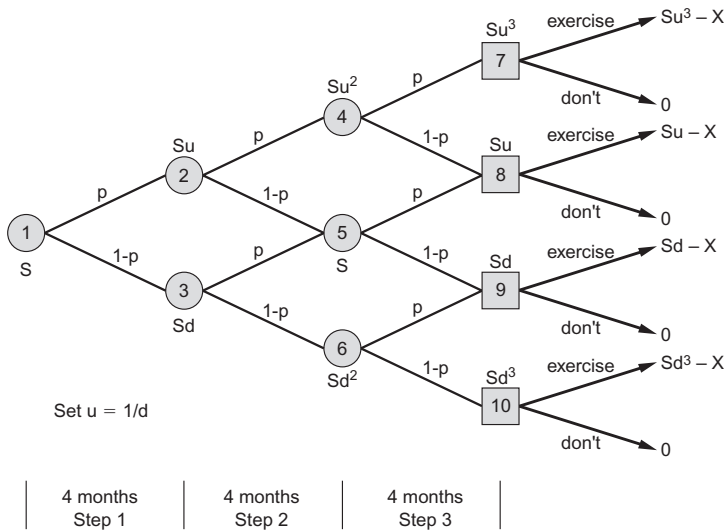 Su³ – X
exercise
Su³
7
p
don't
0
Su²
4
exercise
Su – X
Su
p
1-p
Su
2
8
p
1-p
p
don't
0
1
5
S
S
exercise
Sd – X
1-p
p
1-p
Sd
3
9
Sd
1-p
p
don't
0
6
Sd²
exercise
Sd³ – X
1-p
Sd³
10
Set u = 1/d
don't
0
4 months
4 months
4 months
Step 1
Step 2
Step 3